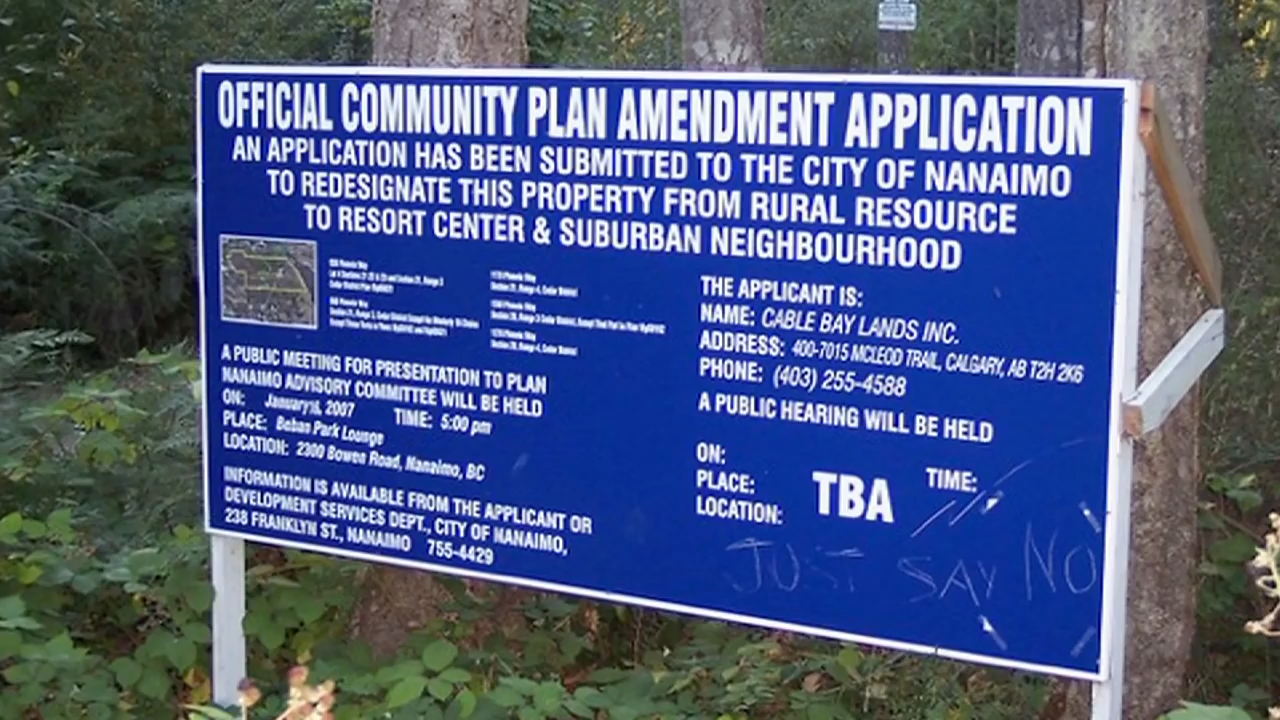 OFFICIAL COMMUNITY PLAN AMENDMENT APPLICATION
AN APPLICATION HAS BEEN SUBMITTED TO THE CITY OF NANAIMO
TO REDESIGNATE THIS PROPERTY FROM RURAL RESOURCE
TO RESORT CENTER & SUBURBAN NEIGHBOURHOOD
A PUBLIC MEETING FOR PRESENTATION TO PLAN
NANAIMO ADVISORY COMMITTEE WILL BE HELD
ON: January 2007 TIME: 5:00 pm
PLACE: Beban Park Lounge
LOCATION: 2300 Bowen Road, Nanaimo, BC
INFORMATION IS AVAILABLE FROM THE APPLICANT OR
DEVELOPMENT SERVICES DEPT., CITY OF NANAIMO,
238 FRANKLYN ST., NANAIMO 755-4429
THE APPLICANT IS:
NAME: CABLE BAY LANDS INC.
ADDRESS: 400-7015 MCLEOD TRAIL, CALGARY, AB T2H 2K6
PHONE: (403) 255-4588
A PUBLIC HEARING WILL BE HELD
ON:
TIME:
PLACE:
TBA
LOCATION:
JUST SAY NO